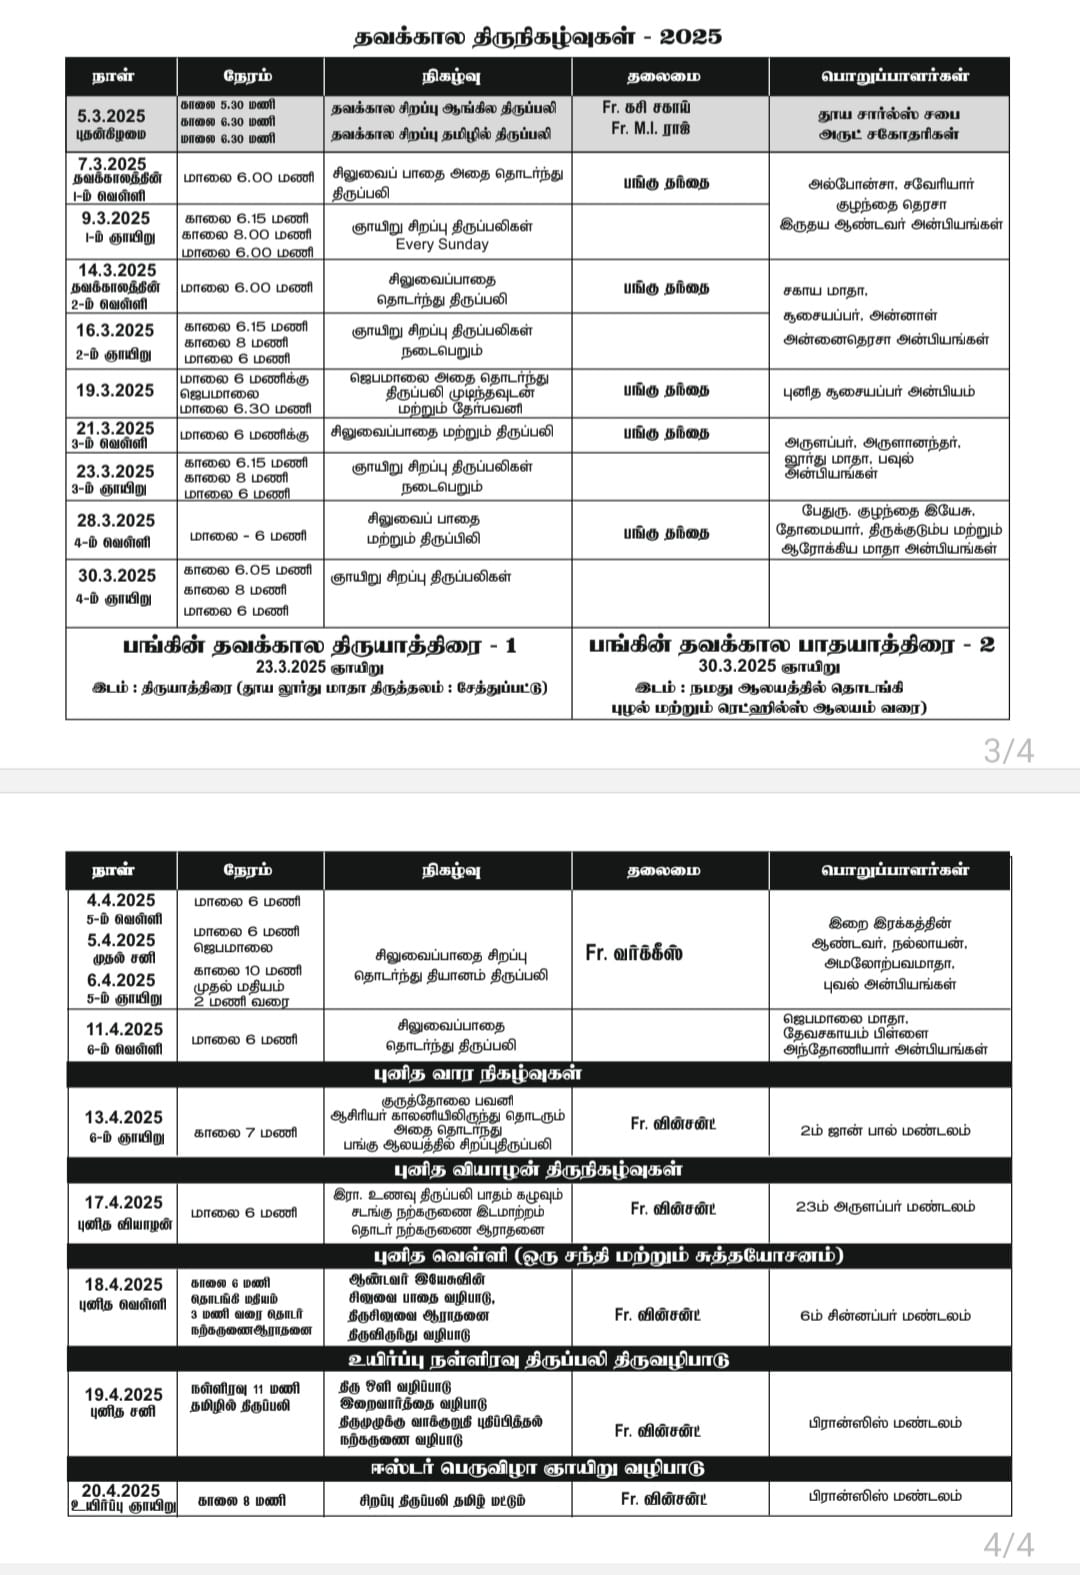 தவக்கால திருநிகழ்வுகள் - 2025
நாள் நேரம் நிகழ்வு தலைமை பொறுப்பாளர்கள்
5.3.2025
புதன்கிழமை
காலை 5.30 மணி
காலை 6.30 மணி
மாலை 6.30 மணி
தவக்கால சிறப்பு ஆங்கில திருப்பலி
தவக்கால சிறப்பு தமிழில் திருப்பலி
Fr. கசி சகாய்
Fr. M.I. ராஜ்
தூய சார்ல்ஸ் சபை
அருட் சகோதரிகள்
7.3.2025
தவக்காலத்தின்
1-ம் வெள்ளி
மாலை 6.00 மணி
சிலுவைப் பாதை அதை தொடர்ந்து
திருப்பலி
பங்கு தந்தை
அல்போன்சா, சவேரியார்
குழந்தை தெரசா
இருதய ஆண்டவர் அன்பியங்கள்
9.3.2025
1-ம் ஞாயிறு
காலை 6.15 மணி
காலை 8.00 மணி
மாலை 6.00 மணி
ஞாயிறு சிறப்பு திருப்பலிகள்
Every Sunday
14.3.2025
தவக்காலத்தின்
2-ம் வெள்ளி
மாலை 6.00 மணி
சிலுவைப்பாதை
தொடர்ந்து திருப்பலி
பங்கு தந்தை
சகாய மாதா,
சூசையப்பர், அன்னாள்
அன்னைதெரசா அன்பியங்கள்
16.3.2025
2-ம் ஞாயிறு
காலை 6.15 மணி
காலை 8 மணி
மாலை 6 மணி
ஞாயிறு சிறப்பு திருப்பலிகள்
நடைபெறும்
19.3.2025
மாலை 6 மணிக்கு
ஜெபமாலை
மாலை 6.30 மணி
ஜெபமாலை அதை தொடர்ந்து
திருப்பலி முடிந்தவுடன்
மற்றும் தேர்பவனி
பங்கு தந்தை
புனித சூசையப்பர் அன்பியம்
21.3.2025
3-ம் வெள்ளி
மாலை 6 மணிக்கு
சிலுவைப்பாதை மற்றும் திருப்பலி
பங்கு தந்தை
அருளப்பர், அருளானந்தர்,
லூர்து மாதா, பவுல்
அன்பியங்கள்
23.3.2025
3-ம் ஞாயிறு
காலை 6.15 மணி
காலை 8 மணி
மாலை 6 மணி
ஞாயிறு சிறப்பு திருப்பலிகள்
நடைபெறும்
28.3.2025
4-ம் வெள்ளி
மாலை - 6 மணி
சிலுவைப் பாதை
மற்றும் திருப்பிலி
பங்கு தந்தை
பேதுரு, குழந்தை இயேசு,
தோமையார், திருக்குடும்ப மற்றும்
ஆரோக்கிய மாதா அன்பியங்கள்
30.3.2025
4-ம் ஞாயிறு
காலை 6.05 மணி
காலை 8 மணி
மாலை 6 மணி
ஞாயிறு சிறப்பு திருப்பலிகள்
பங்கின் தவக்கால திருயாத்திரை - 1
23.3.2025 ஞாயிறு
இடம் : திருயாத்திரை (தூய லூர்து மாதா திருத்தலம் : சேத்துப்பட்டு)
பங்கின் தவக்கால பாதயாத்திரை - 2
30.3.2025 ஞாயிறு
இடம் : நமது ஆலயத்தில் தொடங்கி
புழல் மற்றும் ரெட்ஹில்ஸ் ஆலயம் வரை)
3/4
நாள் நேரம் நிகழ்வு தலைமை பொறுப்பாளர்கள்
4.4.2025
5-ம் வெள்ளி
5.4.2025
முதல் சனி
6.4.2025
5-ம் ஞாயிறு
மாலை 6 மணி
மாலை 6 மணி
ஜெபமாலை
காலை 10 மணி
முதல் மதியம்
2 மணி வரை
சிலுவைப்பாதை சிறப்பு
தொடர்ந்து தியானம் திருப்பலி
Fr. வர்க்கீஸ்
இறை இரக்கத்தின்
ஆண்டவர், நல்லாயன்,
அமலோற்பவமாதா,
புவல் அன்பியங்கள்
11.4.2025
6-ம் வெள்ளி
மாலை 6 மணி
சிலுவைப்பாதை
தொடர்ந்து திருப்பலி
ஜெபமாலை மாதா,
தேவசகாயம் பிள்ளை
அந்தோணியார் அன்பியங்கள்
புனித வார நிகழ்வுகள்
13.4.2025
6-ம் ஞாயிறு
காலை 7 மணி
குருத்தோலை பவனி
ஆசிரியர் காலனியிலிருந்து தொடரும்
அதை தொடர்ந்து
பங்கு ஆலயத்தில் சிறப்புதிருப்பலி
Fr. வின்சன்ட்
2ம் ஜான் பால் மண்டலம்
புனித வியாழன் திருநிகழ்வுகள்
17.4.2025
புனித வியாழன்
மாலை 6 மணி
இரா. உணவு திருப்பலி பாதம் கழுவும்
சடங்கு நற்கருணை இடமாற்றம்
தொடர் நற்கருணை ஆராதனை
Fr. வின்சன்ட்
23ம் அருளப்பர் மண்டலம்
புனித வெள்ளி (ஒரு சந்தி மற்றும் சுத்தயோசனம்)
18.4.2025
புனித வெள்ளி
காலை 6 மணி
தொடங்கி மதியம்
3 மணி வரை தொடர்
நற்கருணைஆராதனை
ஆண்டவர் இயேசுவின்
சிலுவை பாதை வழிபாடு,
திருசிலுவை ஆராதனை
திருவிருந்து வழிபாடு
Fr. வின்சன்ட்
6ம் சின்னப்பர் மண்டலம்
உயிர்ப்பு நள்ளிரவு திருப்பலி திருவழிபாடு
19.4.2025
புனித சனி
நள்ளிரவு 11 மணி
தமிழில் திருப்பலி
திரு ஒளி வழிப்பாடு
இறைவார்த்தை வழிபாடு
திருமுழுக்கு வாக்குறுதி புதிப்பித்தல்
நற்கருணை வழிபாடு
Fr. வின்சன்ட்
பிரான்ஸிஸ் மண்டலம்
ஈஸ்டர் பெருவிழா ஞாயிறு வழிபாடு
20.4.2025
உயிர்ப்பு ஞாயிறு
காலை 8 மணி
சிறப்பு திருப்பலி தமிழ் மட்டும்
Fr. வின்சன்ட்
பிரான்ஸிஸ் மண்டலம்
4/4